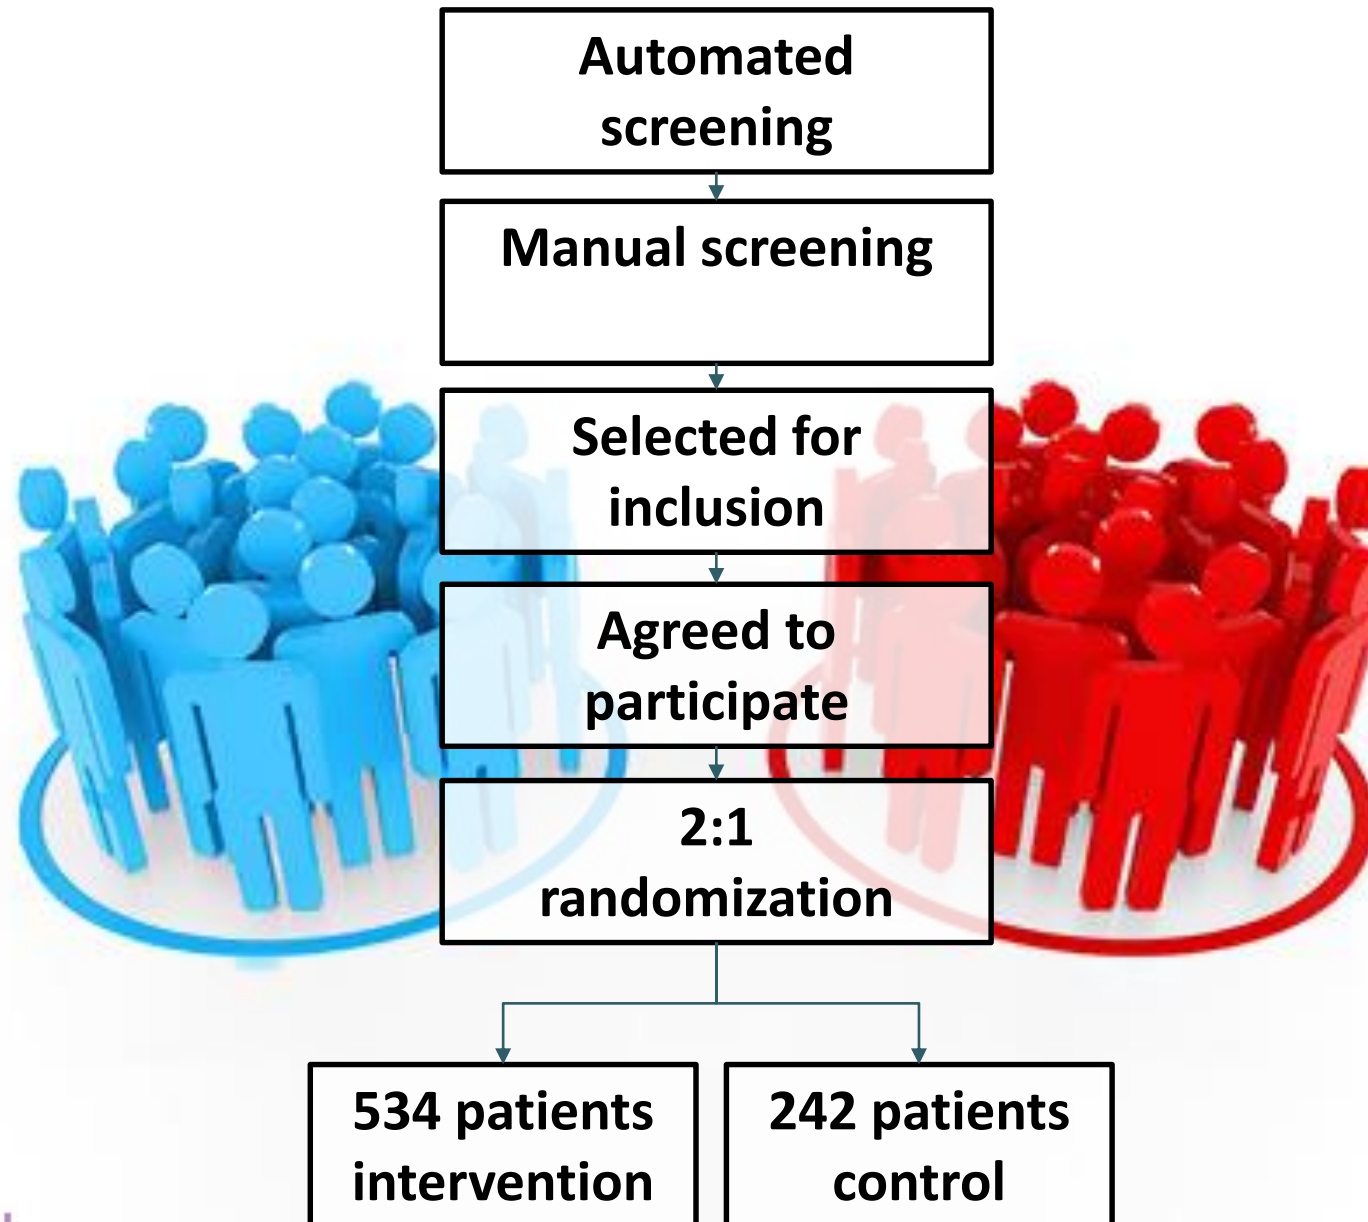 Automated
screening
Manual screening
Selected for
inclusion
Agreed to
participate
2:1
randomization
534 patients
intervention
242 patients
control